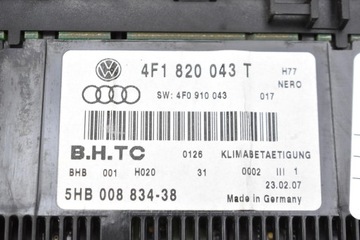 4F1 820 043 T H77
NERO
SW: 4F0 910 043 017
B.H.TC 0126 KLIMABETAETIGUNG
BHB 001 H020 31 0002 III 1
23.02.07
5HB 008 834-38 Made in Germany